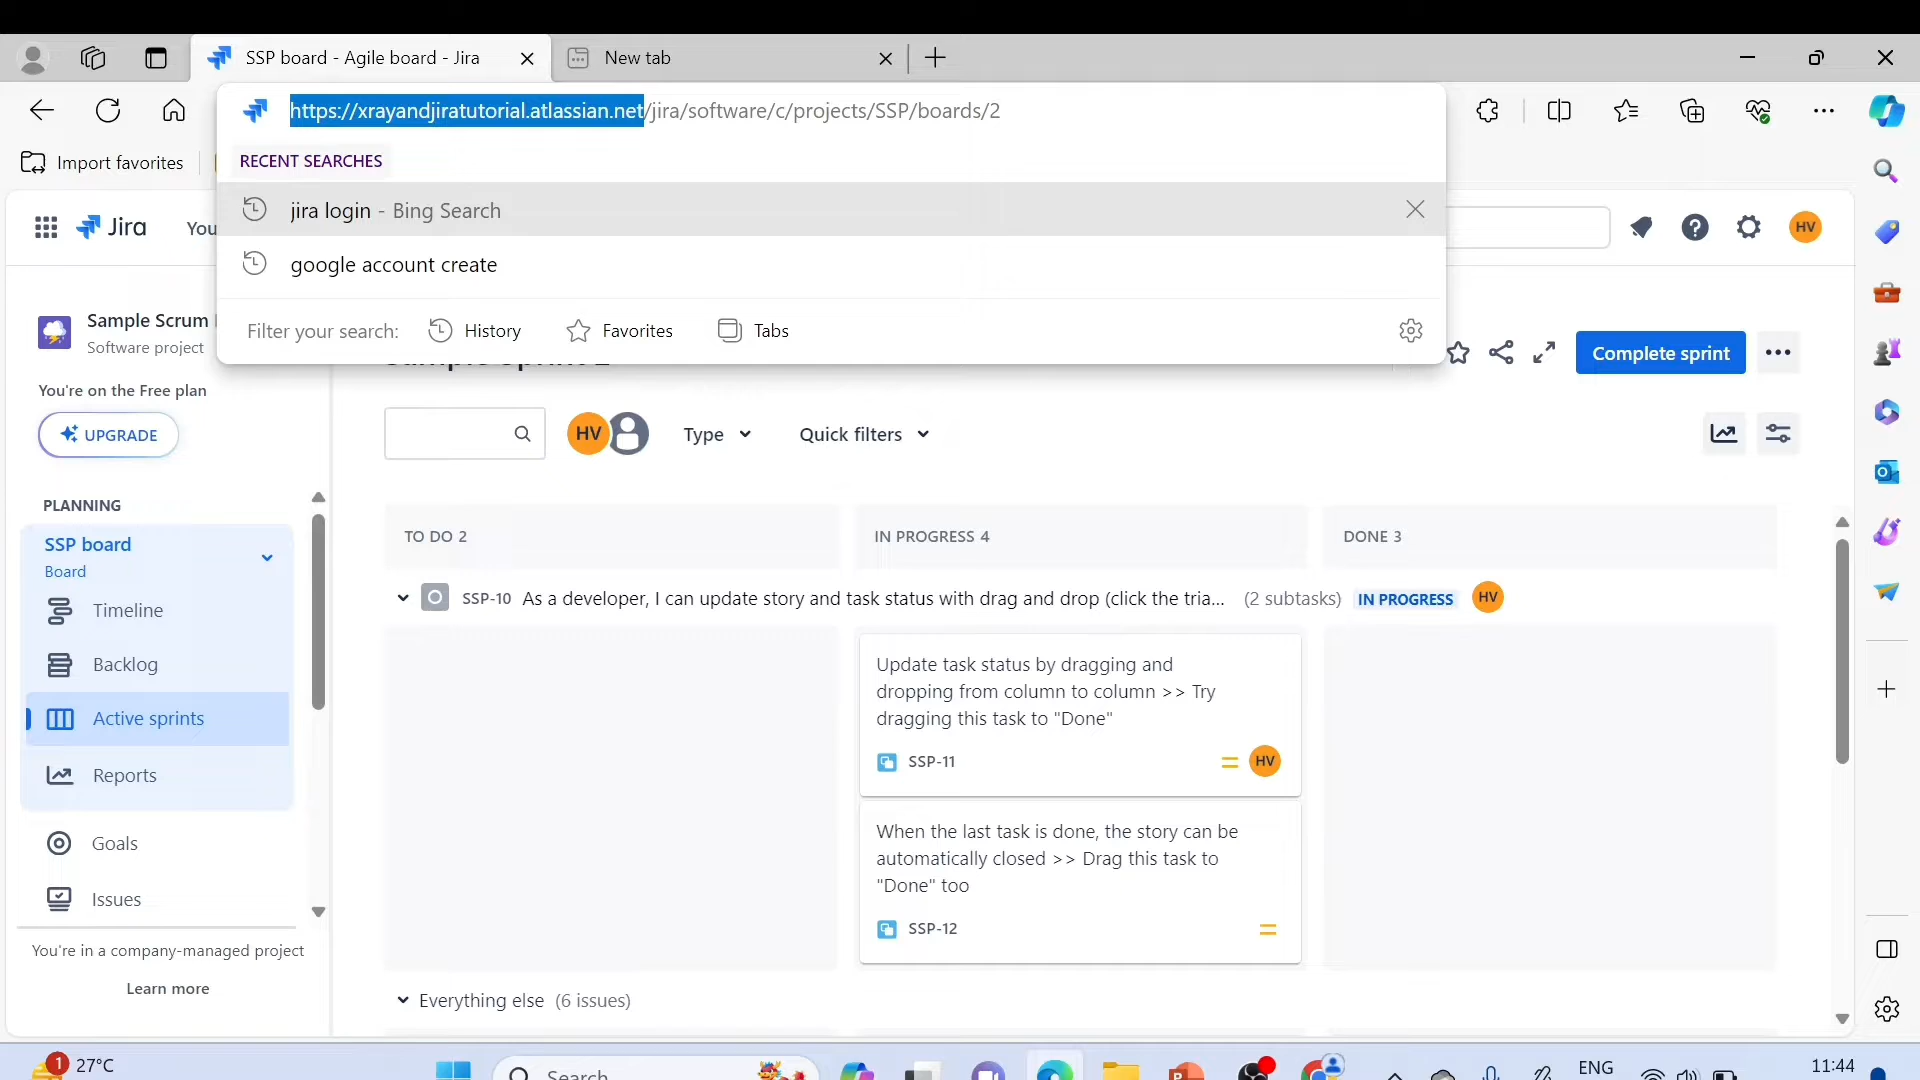 SSP board - Agile board - Jira
New tab
https://xrayandjiratutorial.atlassian.net/jira/software/c/projects/SSP/boards/2
Import favorites
RECENT SEARCHES
jira login - Bing Search
google account create
Filter your search:
History
Favorites
Tabs
Jira
You
HV
Sample Scrum
Software project
You're on the Free plan
UPGRADE
Complete sprint
HV
Type
Quick filters
PLANNING
SSP board
Board
Timeline
Backlog
Active sprints
Reports
Goals
Issues
You're in a company-managed project
Learn more
TO DO 2
IN PROGRESS 4
DONE 3
SSP-10 As a developer, I can update story and task status with drag and drop (click the tria... (2 subtasks) IN PROGRESS HV
Update task status by dragging and
dropping from column to column >> Try
dragging this task to "Done"
SSP-11
HV
When the last task is done, the story can be
automatically closed >> Drag this task to
"Done" too
SSP-12
Everything else (6 issues)
1
27°C
Search
ENG
11:44